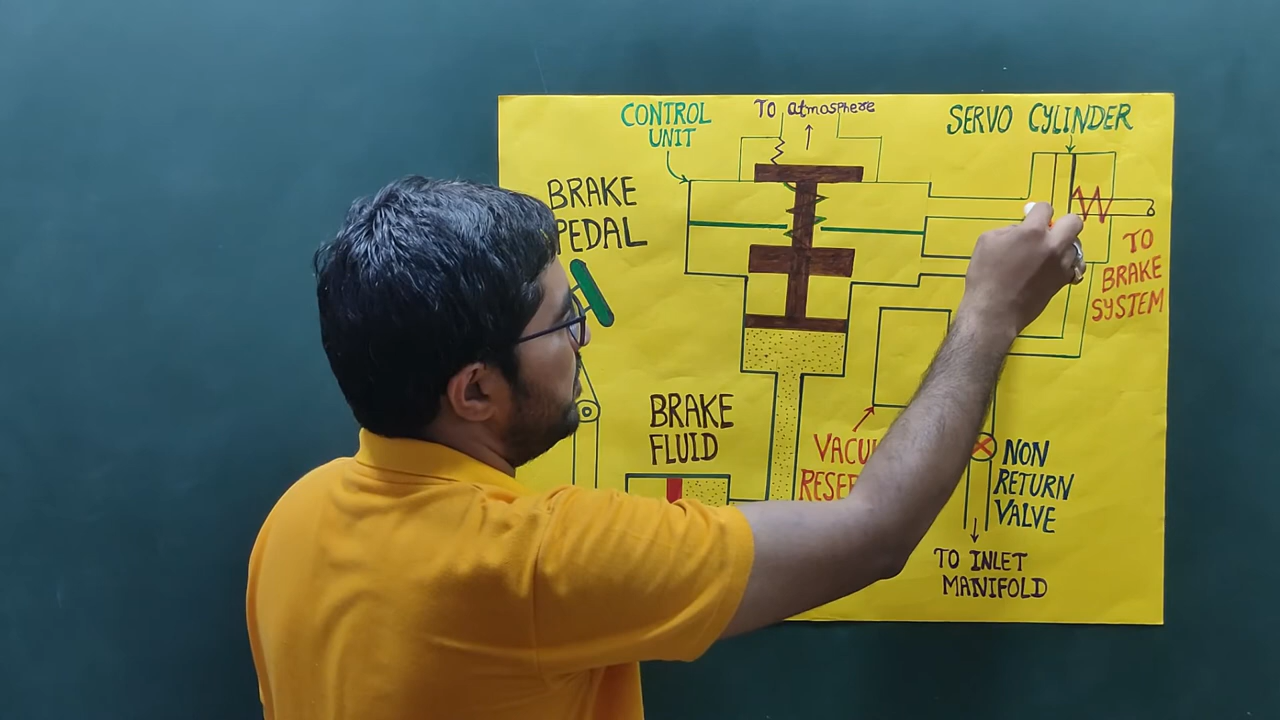 CONTROL
UNIT
TO atmosphere
SERVO CYLINDER
BRAKE
PEDAL
TO
BRAKE
SYSTEM
BRAKE
FLUID
NON
RETURN
VALVE
TO INLET
MANIFOLD